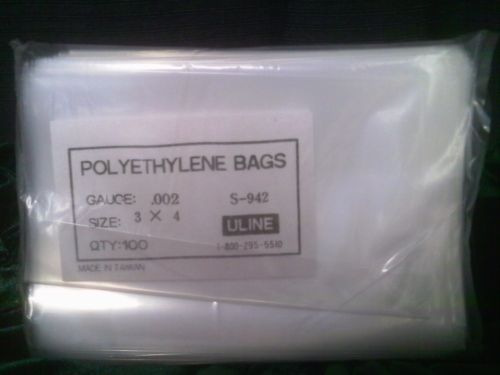 POLYETHYLENE BAGS
GAUGE: .002 S-942
SIZE: 3 × 4 ULINE
QTY:100 1-800-295-5510
MADE IN TAIWAN